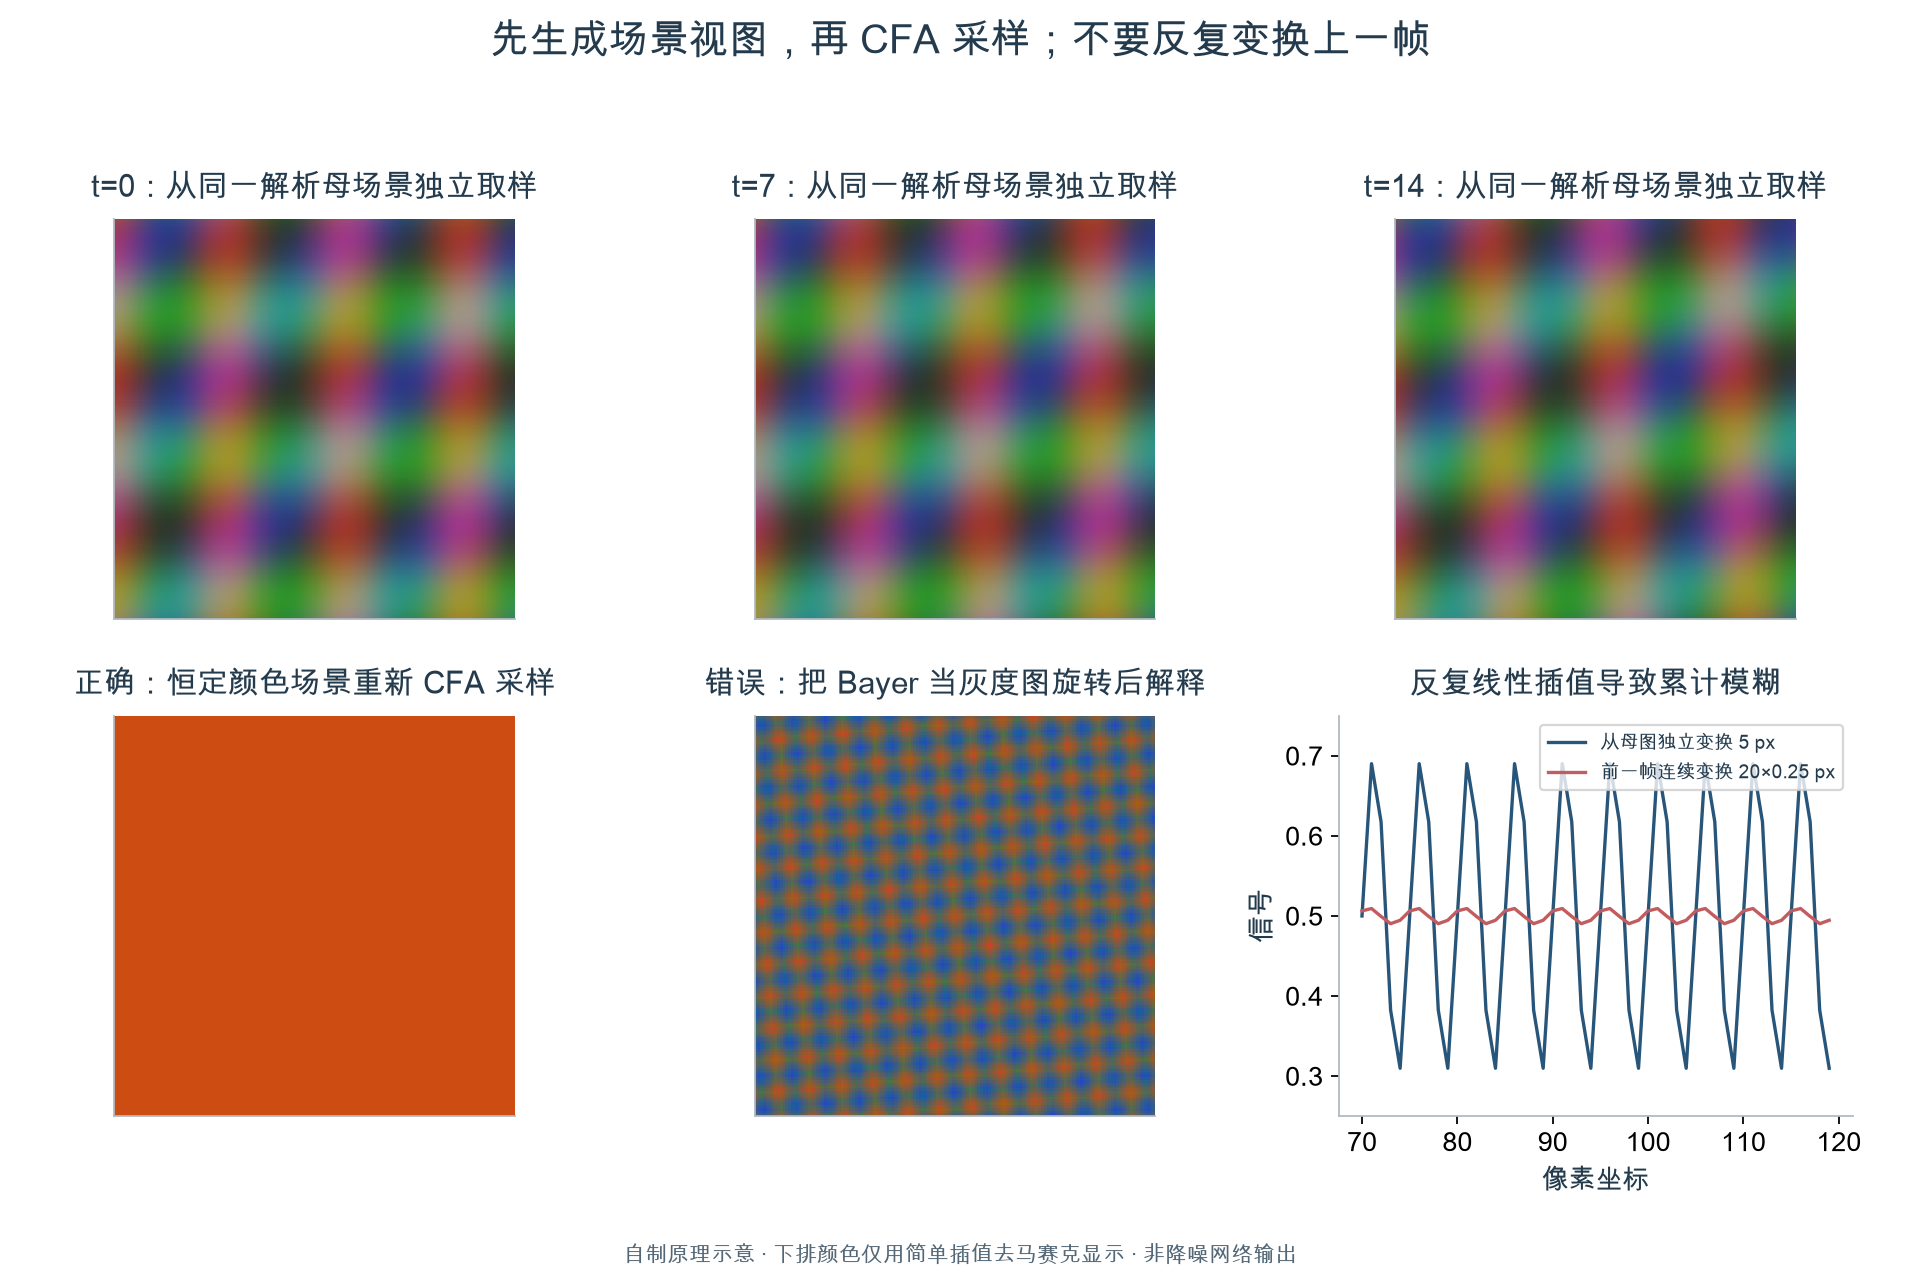 先生成场景视图，再 CFA 采样；不要反复变换上一帧
t=0：从同一解析母场景独立取样
t=7：从同一解析母场景独立取样
t=14：从同一解析母场景独立取样
正确：恒定颜色场景重新 CFA 采样
错误：把 Bayer 当灰度图旋转后解释
反复线性插值导致累计模糊
从母图独立变换 5 px
前一帧连续变换 20×0.25 px
信号
0.7
0.6
0.5
0.4
0.3
70 80 90 100 110 120
像素坐标
自制原理示意 · 下排颜色仅用简单插值去马赛克显示 · 非降噪网络输出